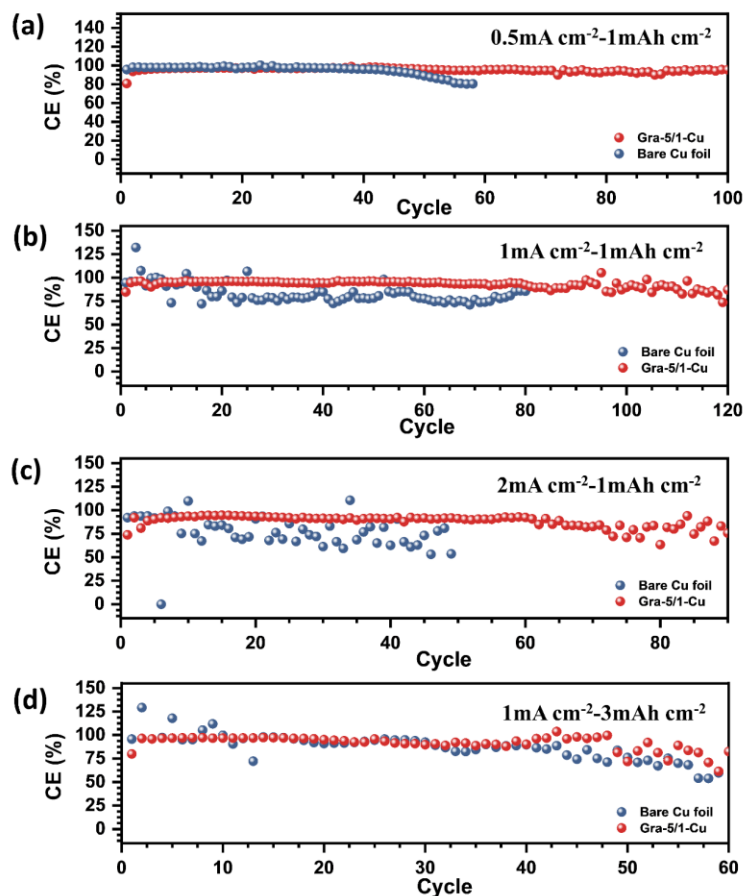 (a)
0.5mA cm⁻²-1mAh cm⁻²
CE (%)
140
120
100
80
60
40
20
0
Gra-5/1-Cu
Bare Cu foil
0 20 40 60 80 100
Cycle
(b)
1mA cm⁻²-1mAh cm⁻²
CE (%)
150
125
100
75
50
25
0
Bare Cu foil
Gra-5/1-Cu
0 20 40 60 80 100 120
Cycle
(c)
2mA cm⁻²-1mAh cm⁻²
CE (%)
150
125
100
75
50
25
0
Bare Cu foil
Gra-5/1-Cu
0 20 40 60 80
Cycle
(d)
1mA cm⁻²-3mAh cm⁻²
CE (%)
150
125
100
75
50
25
0
Bare Cu foil
Gra-5/1-Cu
0 10 20 30 40 50 60
Cycle